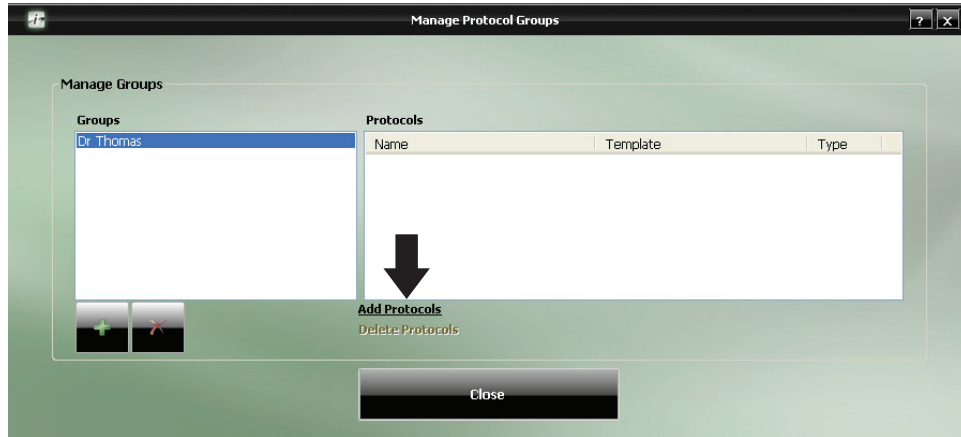 Manage Protocol Groups
? X
Manage Groups
Groups
Protocols
Dr Thomas
Name Template Type
Add Protocols
Delete Protocols
Close